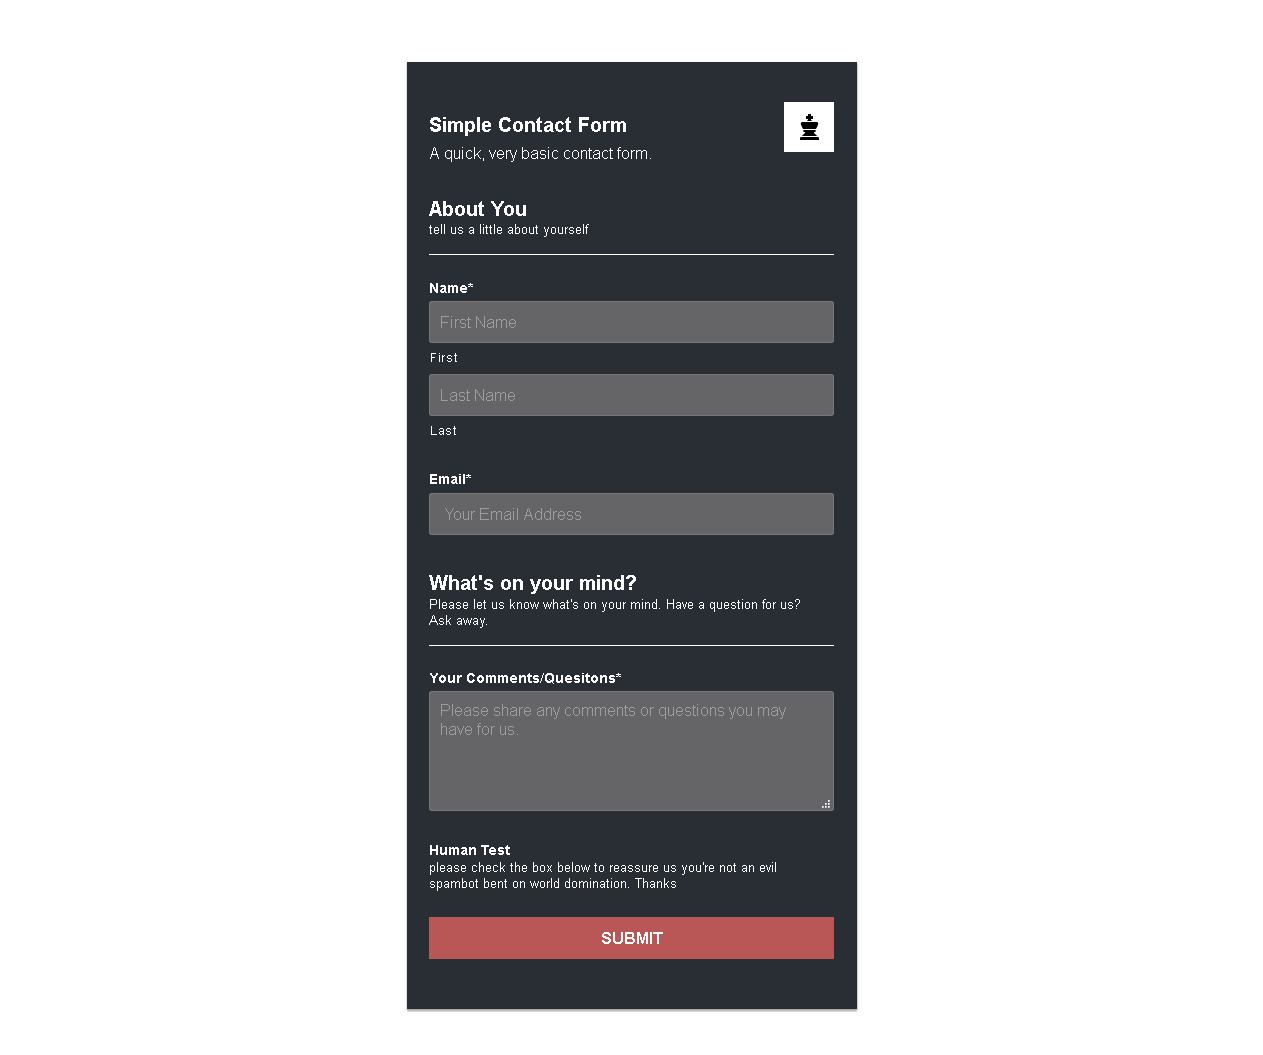 Simple Contact Form
A quick, very basic contact form.
About You
tell us a little about yourself
Name*
First Name
First
Last Name
Last
Email*
Your Email Address
What's on your mind?
Please let us know what's on your mind. Have a question for us?
Ask away.
Your Comments/Quesitons*
Please share any comments or questions you may
have for us.
Human Test
please check the box below to reassure us you're not an evil
spambot bent on world domination. Thanks
SUBMIT